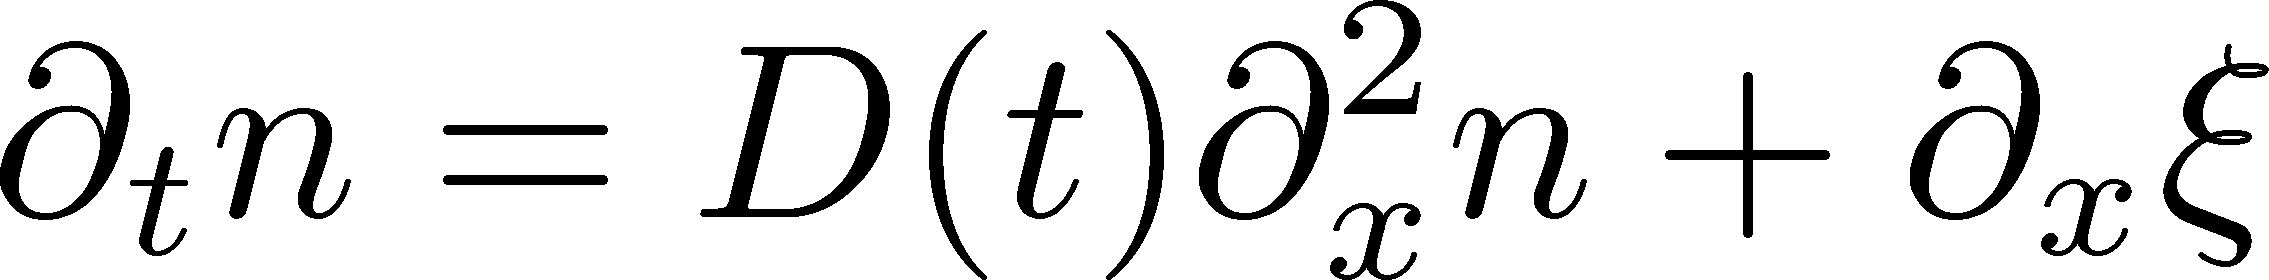 ∂ₜn = D(t)∂ₓ²n + ∂ₓξ